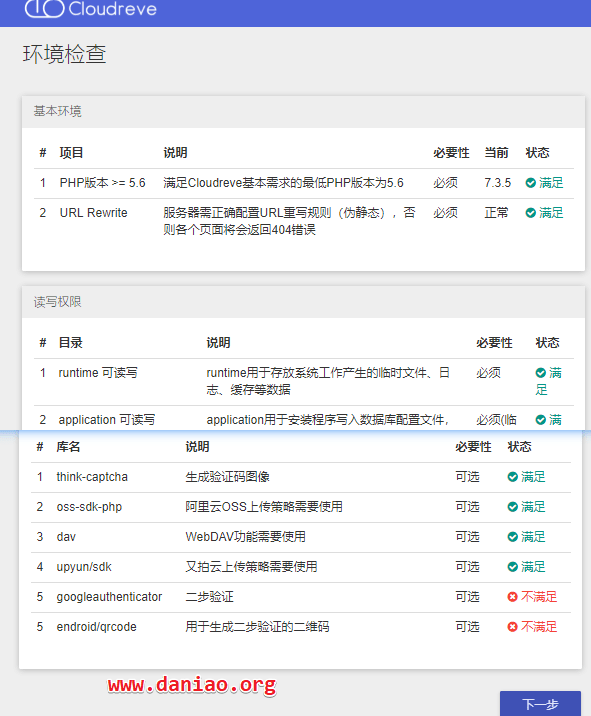 Cloudreve
环境检查
基本环境
# 项目 说明 必要性 当前 状态
1 PHP版本 >= 5.6 满足Cloudreve基本需求的最低PHP版本为5.6 必须 7.3.5 满足
2 URL Rewrite 服务器需正确配置URL重写规则（伪静态），否 必须 正常 满足
则各个页面将会返回404错误
读写权限
# 目录 说明 必要性 状态
1 runtime 可读写 runtime用于存放系统工作产生的临时文件、日 必须 满
志、缓存等数据 足
2 application 可读写 application用于安装程序写入数据库配置文件, 必须(临 满
# 库名 说明 必要性 状态
1 think-captcha 生成验证码图像 可选 满足
2 oss-sdk-php 阿里云OSS上传策略需要使用 可选 满足
3 dav WebDAV功能需要使用 可选 满足
4 upyun/sdk 又拍云上传策略需要使用 可选 满足
5 googleauthenticator 二步验证 可选 不满足
5 endroid/qrcode 用于生成二步验证的二维码 可选 不满足
www.daniao.org
下一步